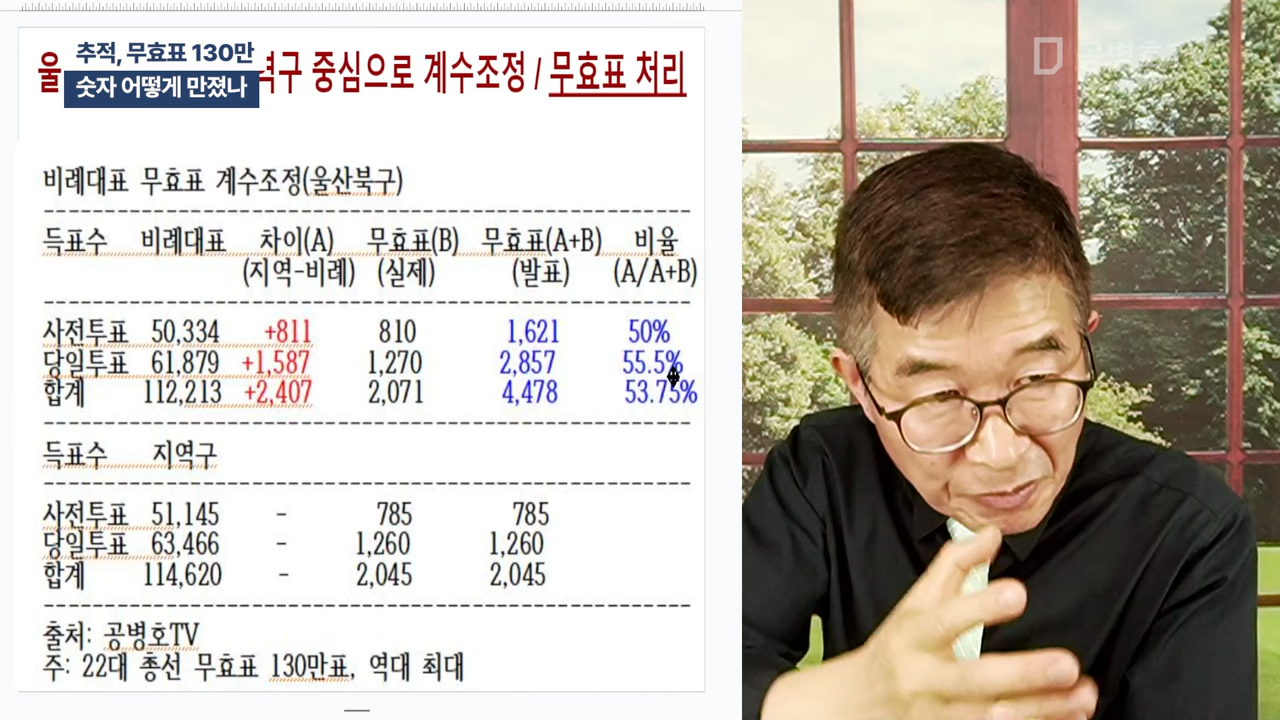 추적, 무효표 130만
숫자 어떻게 만졌나
울 역구 중심으로 계수조정 / 무효표 처리
공병호TV
비례대표 무효표 계수조정(울산북구)
득표수 비례대표 차이(A) 무효표(B) 무효표(A+B) 비율
(지역-비례) (실제) (발표) (A/A+B)
사전투표 50,334 +811 810 1,621 50%
당일투표 61,879 +1,587 1,270 2,857 55.5%
합계 112,213 +2,407 2,071 4,478 53.75%
득표수 지역구
사전투표 51,145 - 785 785
당일투표 63,466 - 1,260 1,260
합계 114,620 - 2,045 2,045
출처: 공병호TV
주: 22대 총선 무효표 130만표, 역대 최대